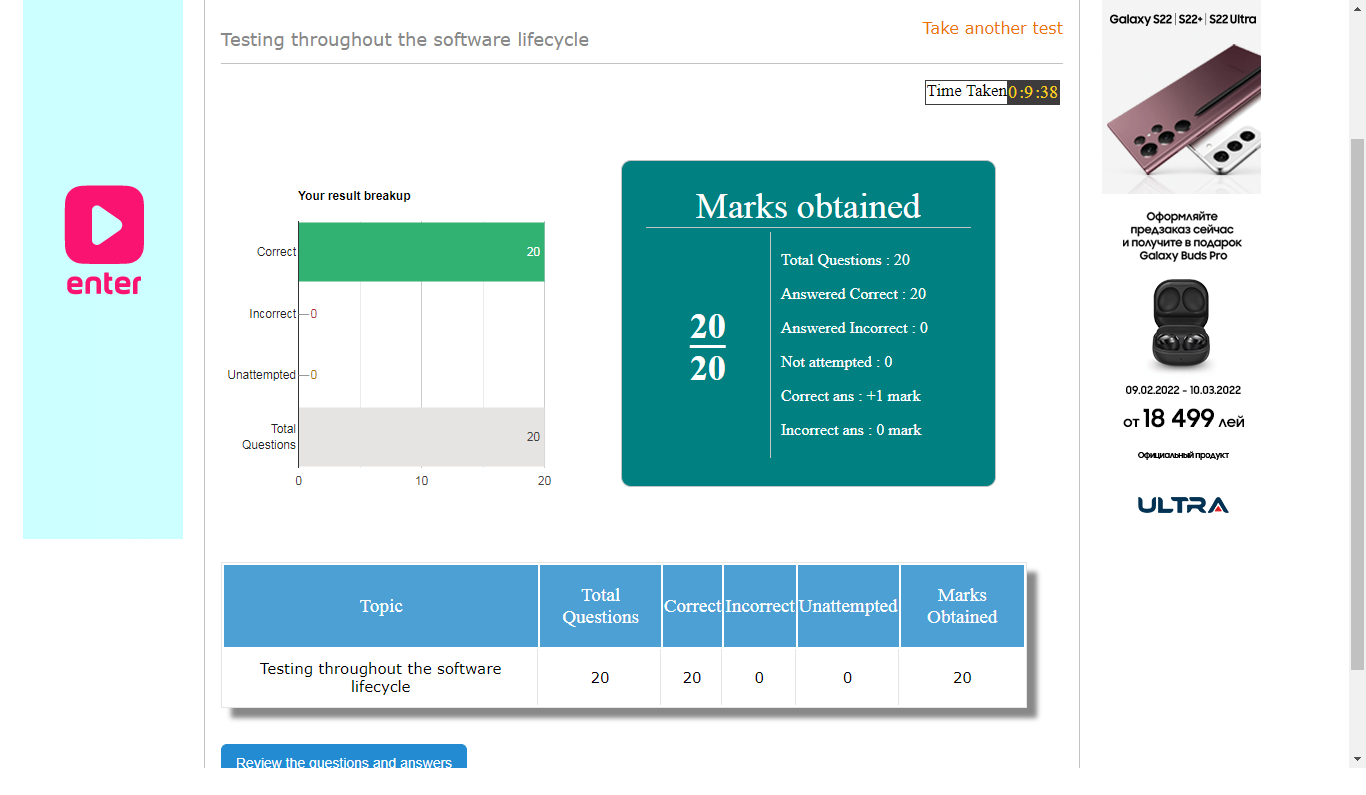 enter
Testing throughout the software lifecycle
Take another test
Time Taken 0:9:38
Your result breakup
Correct 20
Incorrect 0
Unattempted 0
Total
Questions 20
0 10 20
Marks obtained
20
20
Total Questions : 20
Answered Correct : 20
Answered Incorrect : 0
Not attempted : 0
Correct ans : +1 mark
Incorrect ans : 0 mark
Topic
Total
Questions
Correct
Incorrect
Unattempted
Marks
Obtained
Testing throughout the software
lifecycle
20
20
0
0
20
Review the questions and answers
Galaxy S22 | S22+ | S22 Ultra
Оформляйте
предзаказ сейчас
и получите в подарок
Galaxy Buds Pro
09.02.2022 - 10.03.2022
от 18 499 лей
Официальный продукт
ULTRA